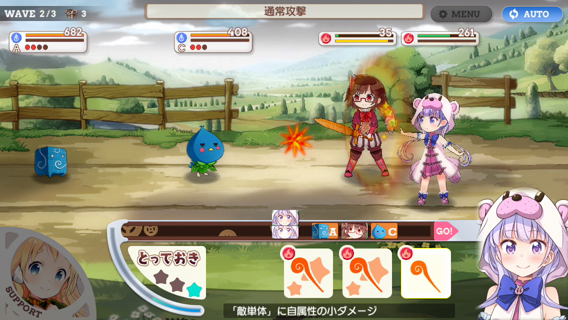 WAVE 2/3 3
通常攻撃
MENU
AUTO
682
A
408
C
35
261
A
C
GO!
とっておき
SUPPORT
「敵単体」に自属性の小ダメージ